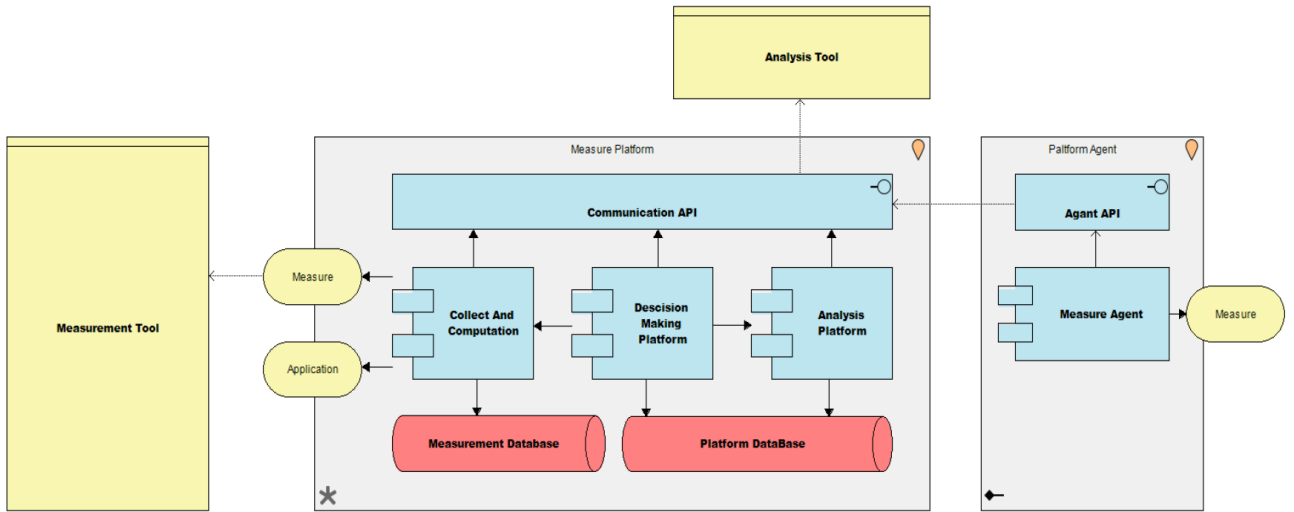 Analysis Tool
Measure Platform
Paltform Agent
Communication API
Agant API
Measurement Tool
Measure
Application
Collect And
Computation
Descision
Making
Platform
Analysis
Platform
Measure Agent
Measure
Measurement Database
Platform DataBase